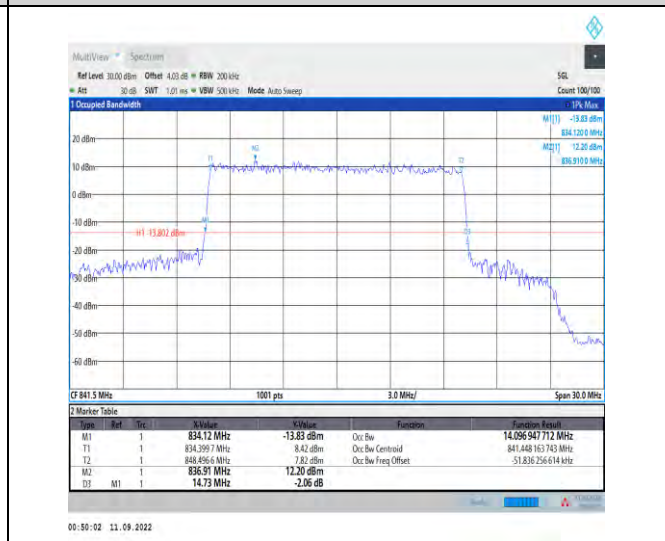 MultiView Spectrum
Ref Level 30.00 dBm Offset 4.03 dB RBW 200 kHz SGL
Att 30 dB SWT 1.01 ms VBW 500 kHz Mode Auto Sweep Count 100/100
1 Occupied Bandwidth 1Pk Max
M1[1] -13.83 dBm
834.120 0 MHz
M2[1] 12.20 dBm
836.910 0 MHz
20 dBm
T1 M2 T2
0 dBm
-10 dBm
M1
H1 -13.802 dBm
D3
-20 dBm
-30 dBm
-40 dBm
-50 dBm
-60 dBm
CF 841.5 MHz 1001 pts 3.0 MHz/ Span 30.0 MHz
2 Marker Table
Type Ref Trc X-Value Y-Value Function Function Result
M1 1 834.12 MHz -13.83 dBm Occ Bw 14.096 947 712 MHz
T1 1 834.399 7 MHz 8.42 dBm Occ Bw Centroid 841.448 163 743 MHz
T2 1 848.496 6 MHz 7.82 dBm Occ Bw Freq Offset -51.836 256 614 kHz
M2 1 836.91 MHz 12.20 dBm
D3 M1 1 14.73 MHz -2.06 dB
00:50:02 11.09.2022